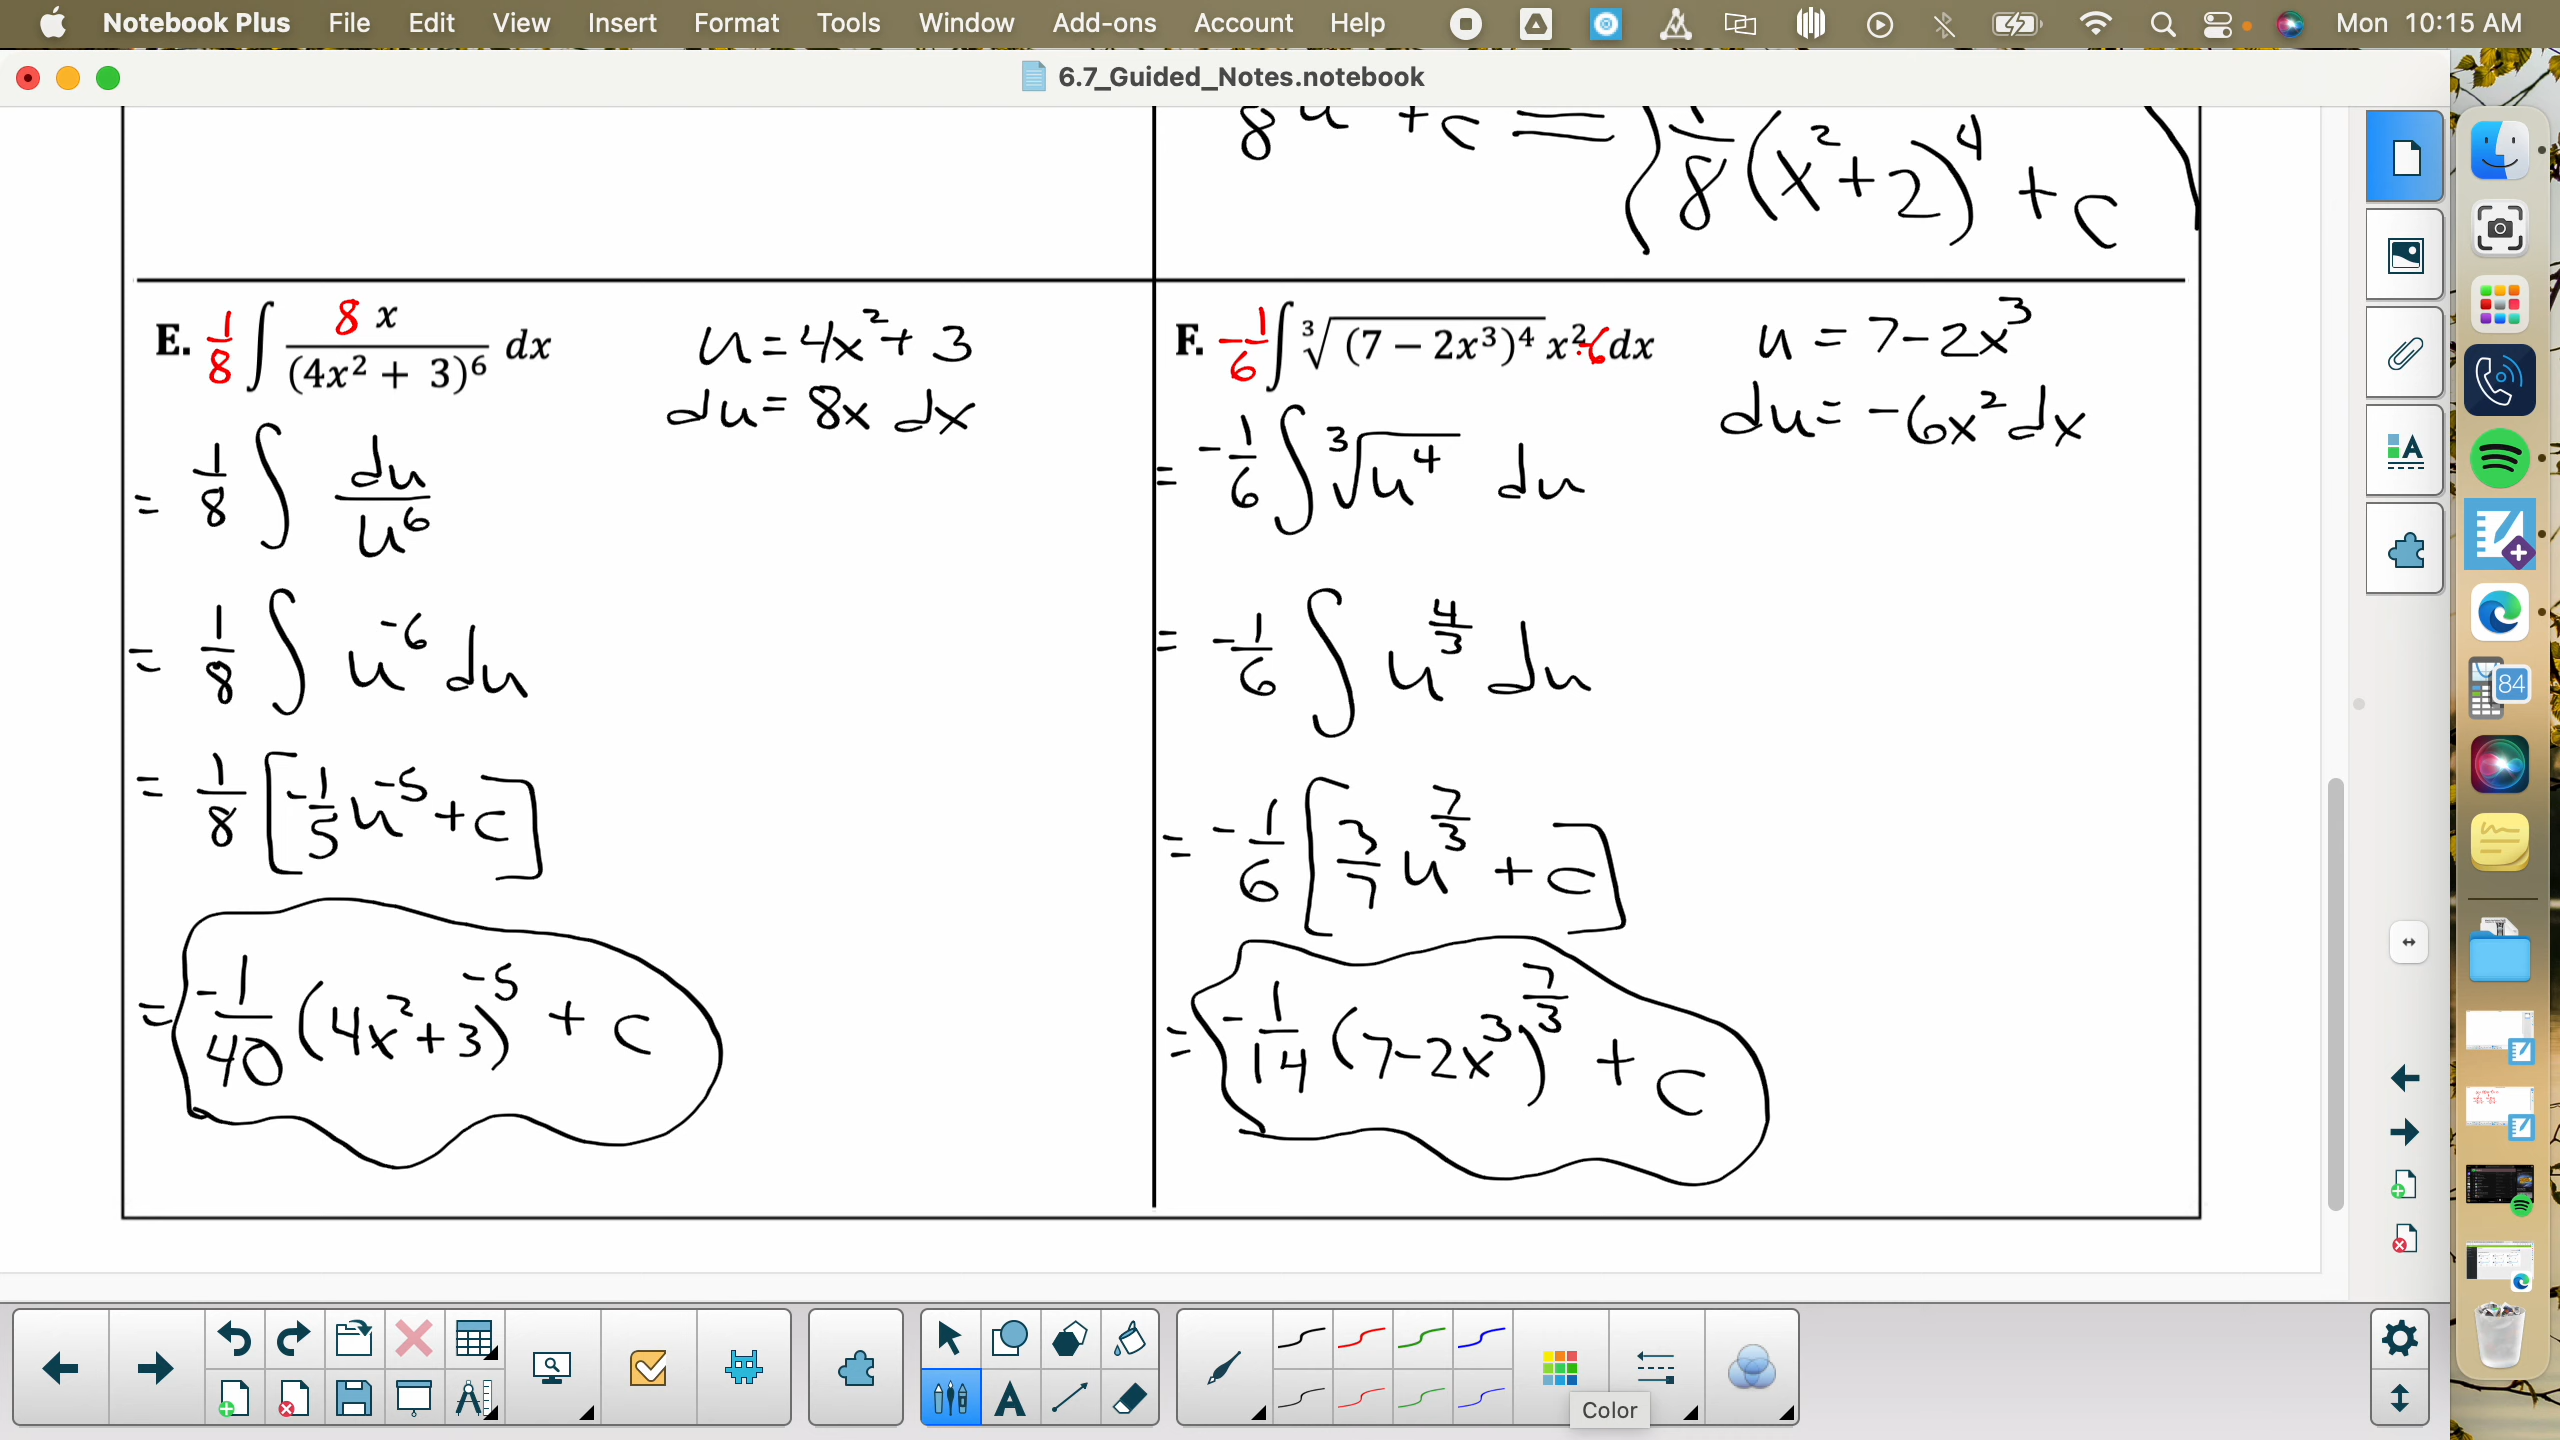 Notebook Plus File Edit View Insert Format Tools Window Add-ons Account Help Mon 10:15 AM
6.7_Guided_Notes.notebook
8 u + c = 1/8 (x² + 2)⁴ + c
E. 1/8 ∫ 8 x / (4x² + 3)⁶ dx
u = 4x² + 3
du = 8x dx
= 1/8 ∫ du / u⁶
= 1/8 ∫ u⁻⁶ du
= 1/8 [-1/5 u⁻⁵ + c]
= -1/40 (4x² + 3)⁻⁵ + c
F. -1/6 ∫ ³√(7 − 2x³)⁴ x² · -6 dx
u = 7 - 2x³
du = -6x² dx
= -1/6 ∫ ³√u⁴ du
= -1/6 ∫ u^(4/3) du
= -1/6 [3/7 u^(7/3) + c]
= -1/14 (7 - 2x³)^(7/3) + c
84
A
A
Color